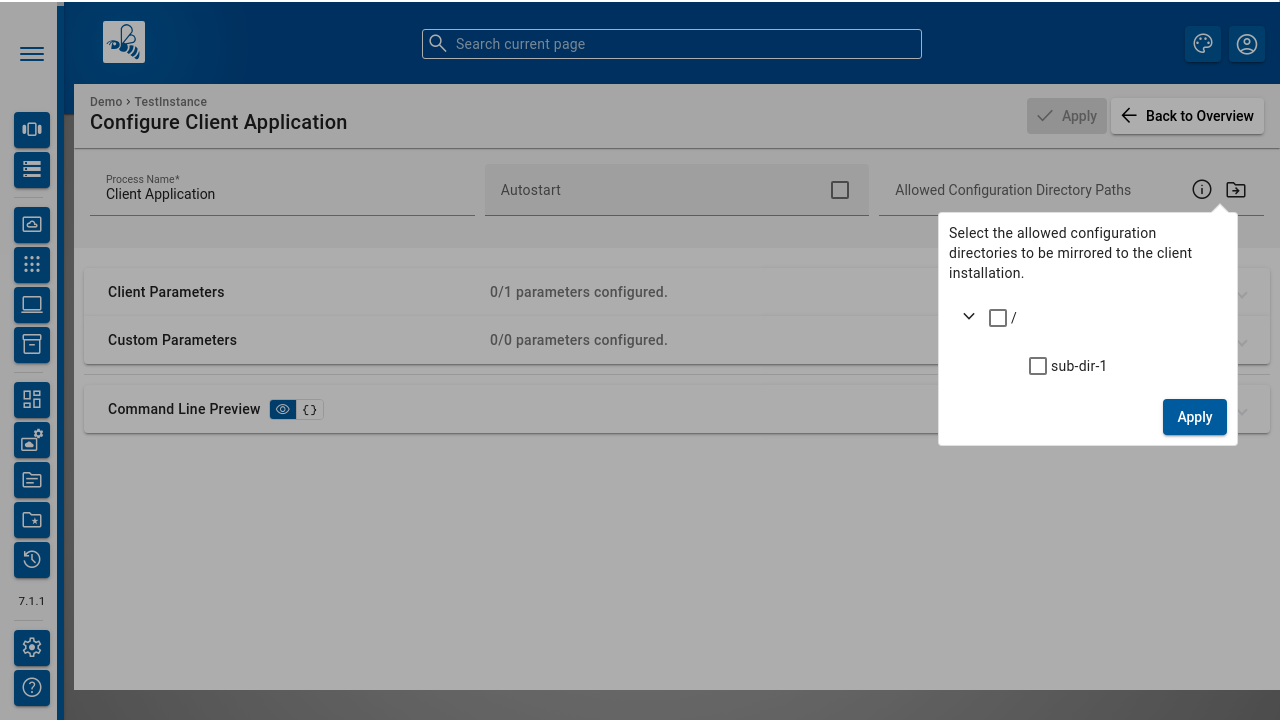 Search current page
Demo › TestInstance
Configure Client Application
Apply
Back to Overview
Process Name*
Client Application
Autostart
Allowed Configuration Directory Paths
Select the allowed configuration
directories to be mirrored to the client
installation.
/
sub-dir-1
Apply
Client Parameters
0/1 parameters configured.
Custom Parameters
0/0 parameters configured.
Command Line Preview
{}
7.1.1